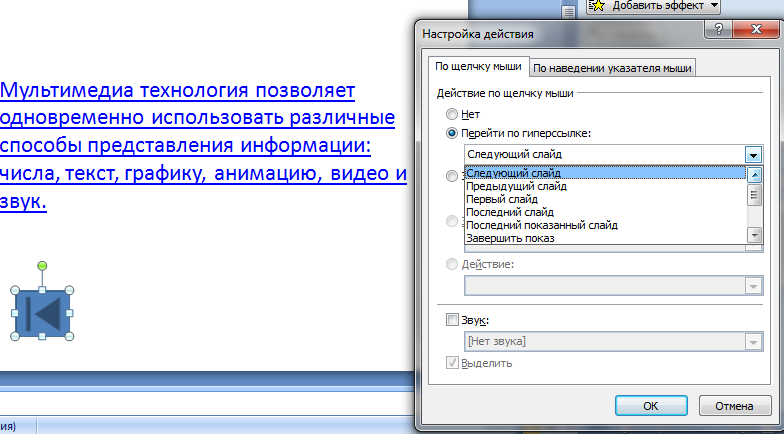 Добавить эффект
Настройка действия
По щелчку мыши
По наведении указателя мыши
Действие по щелчку мыши
Нет
Перейти по гиперссылке:
Следующий слайд
Следующий слайд
Предыдущий слайд
Первый слайд
Последний слайд
Последний показанный слайд
Завершить показ
Действие:
Звук:
[Нет звука]
Выделить
OK
Отмена
Мультимедиа технология позволяет
одновременно использовать различные
способы представления информации:
числа, текст, графику, анимацию, видео и
звук.
ия)